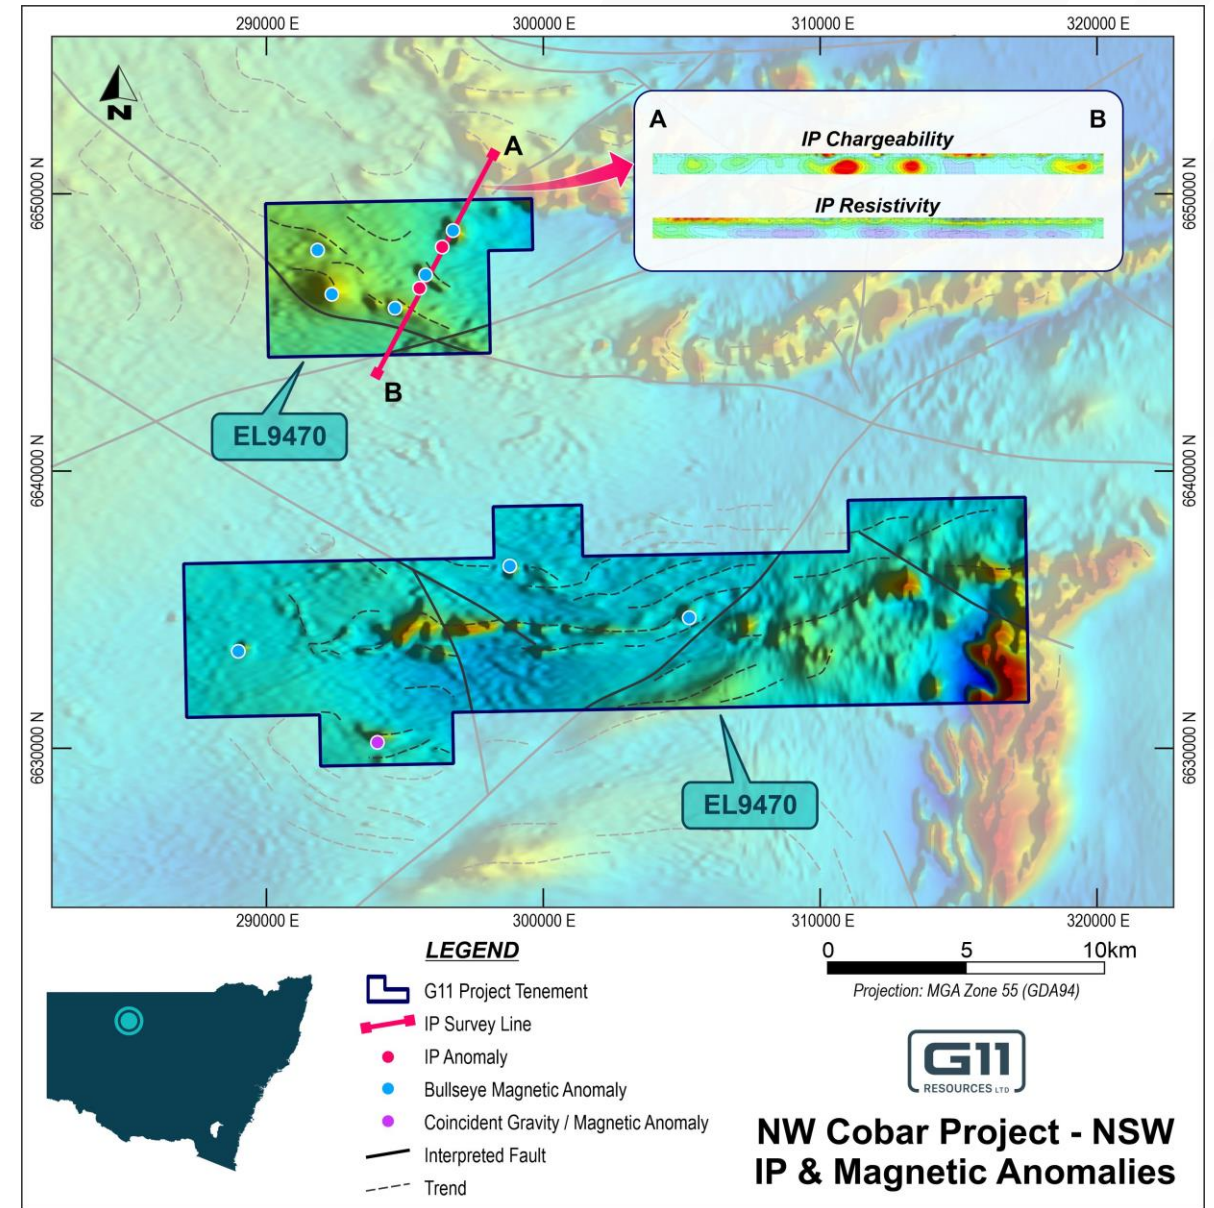 290000 E
300000 E
310000 E
320000 E
N
A
B
A
B
IP Chargeability
IP Resistivity
6650000 N
6650000 N
EL9470
6640000 N
6640000 N
6630000 N
6630000 N
EL9470
290000 E
300000 E
310000 E
320000 E
LEGEND
G11 Project Tenement
IP Survey Line
IP Anomaly
Bullseye Magnetic Anomaly
Coincident Gravity / Magnetic Anomaly
Interpreted Fault
Trend
0
5
10km
Projection: MGA Zone 55 (GDA94)
G11
RESOURCES LTD
NW Cobar Project - NSW
IP & Magnetic Anomalies